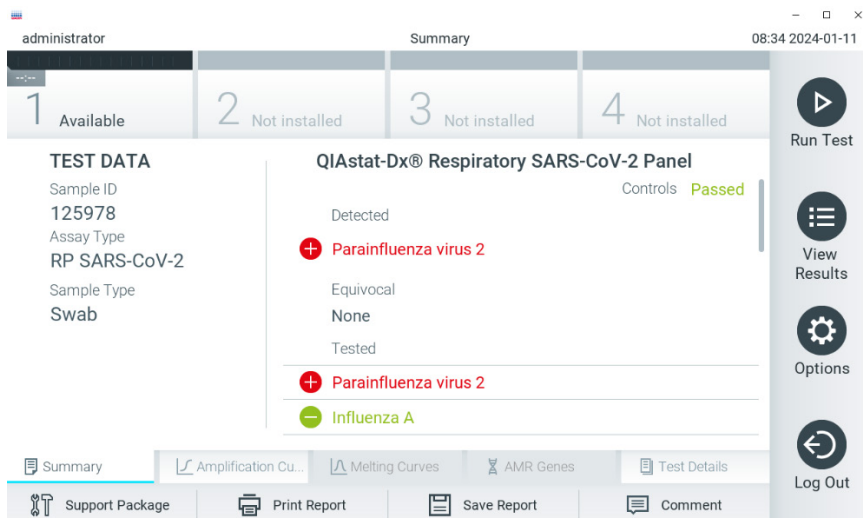 administrator
Summary
08:34 2024-01-11
--:--
1 Available
2 Not installed
3 Not installed
4 Not installed
Run Test
View
Results
Options
Log Out
TEST DATA
Sample ID
125978
Assay Type
RP SARS-CoV-2
Sample Type
Swab
QIAstat-Dx® Respiratory SARS-CoV-2 Panel
Controls Passed
Detected
Parainfluenza virus 2
Equivocal
None
Tested
Parainfluenza virus 2
Influenza A
Summary
Amplification Cu...
Melting Curves
AMR Genes
Test Details
Support Package
Print Report
Save Report
Comment